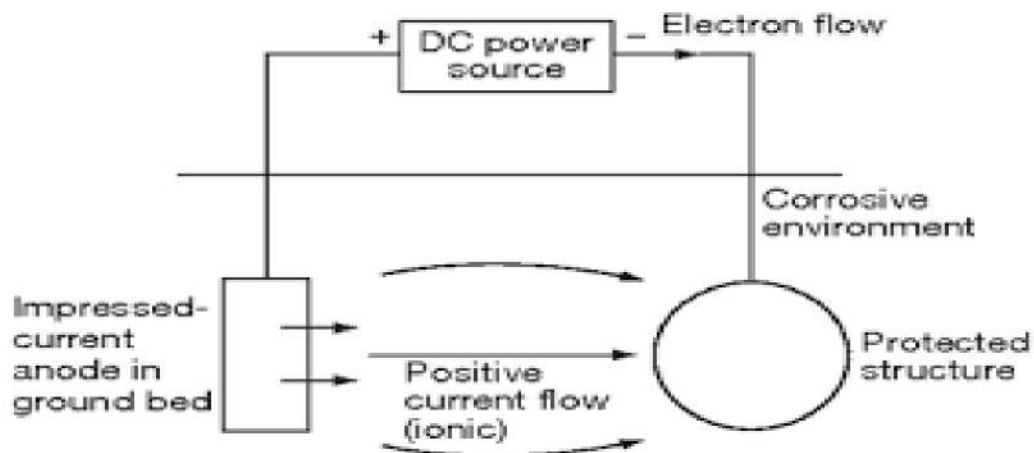 +
DC power
source
− Electron flow
Corrosive
environment
Impressed-
current
anode in
ground bed
Positive
current flow
(ionic)
Protected
structure